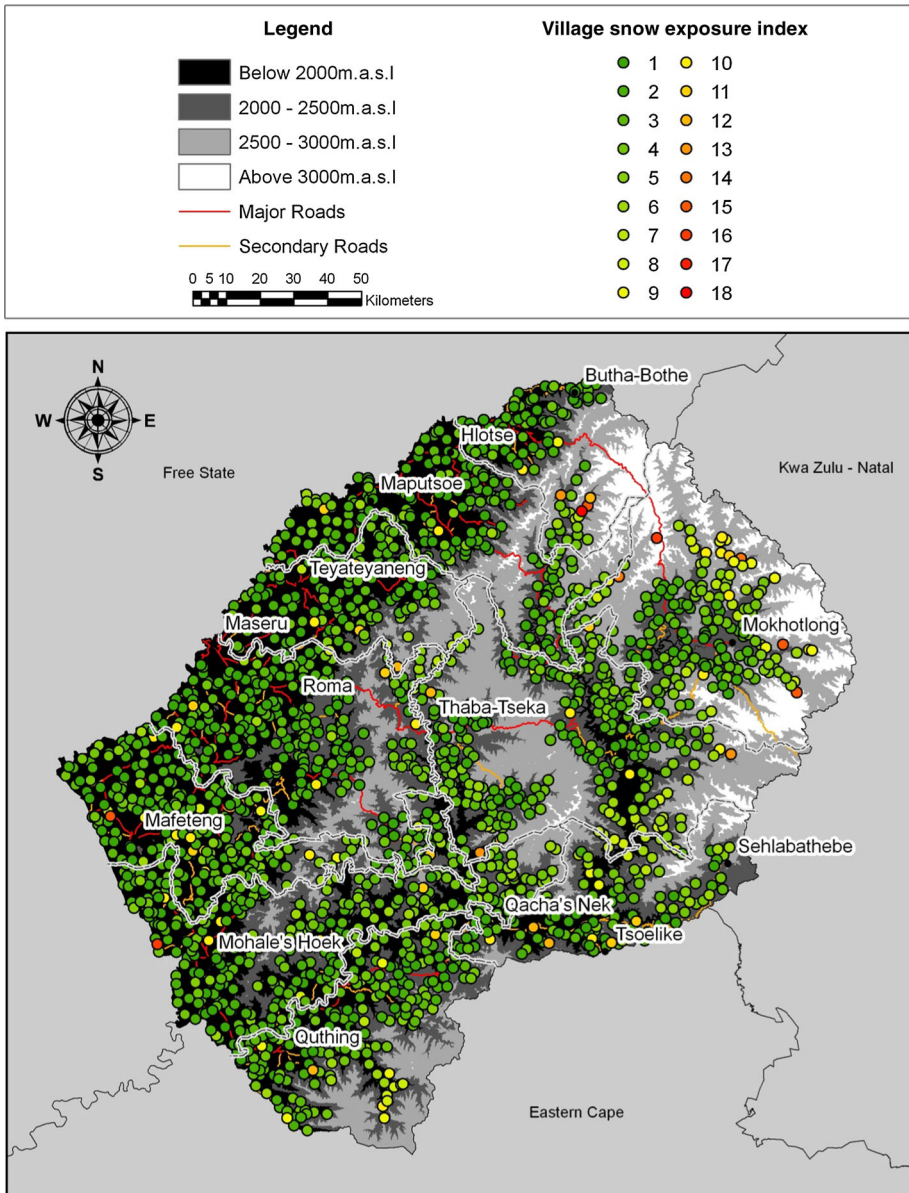 Legend
Below 2000m.a.s.l
2000 - 2500m.a.s.l
2500 - 3000m.a.s.l
Above 3000m.a.s.l
Major Roads
Secondary Roads
0 5 10 20 30 40 50
Kilometers
Village snow exposure index
1 10
2 11
3 12
4 13
5 14
6 15
7 16
8 17
9 18
N
W E
S
Butha-Bothe
Hlotse
Free State
Kwa Zulu - Natal
Maputsoe
Teyateyaneng
Maseru
Mokhotlong
Roma
Thaba-Tseka
Mafeteng
Sehlabathebe
Qacha's Nek
Tsoelike
Mohale's Hoek
Quthing
Eastern Cape